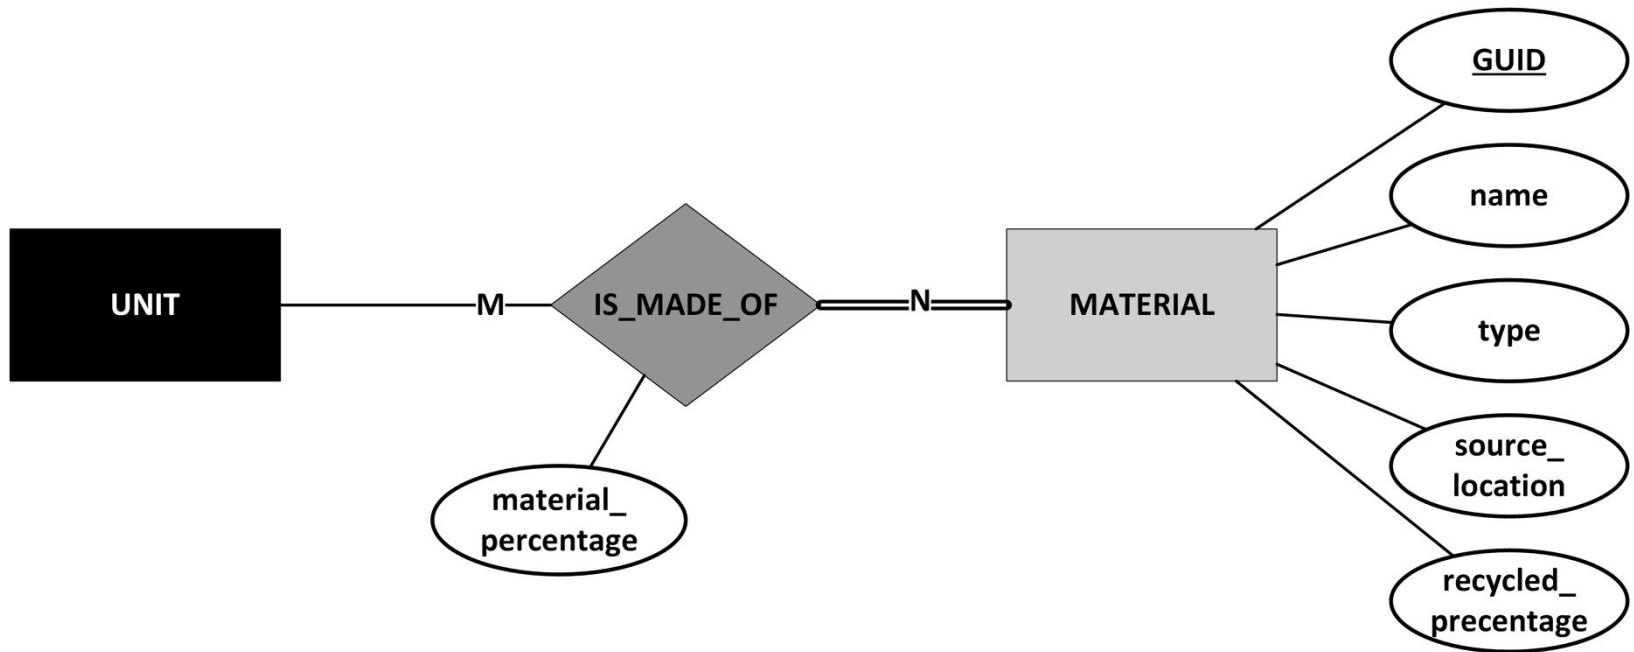 GUID
name
UNIT
M
IS_MADE_OF
N
MATERIAL
type
source_
location
material_
percentage
recycled_
precentage